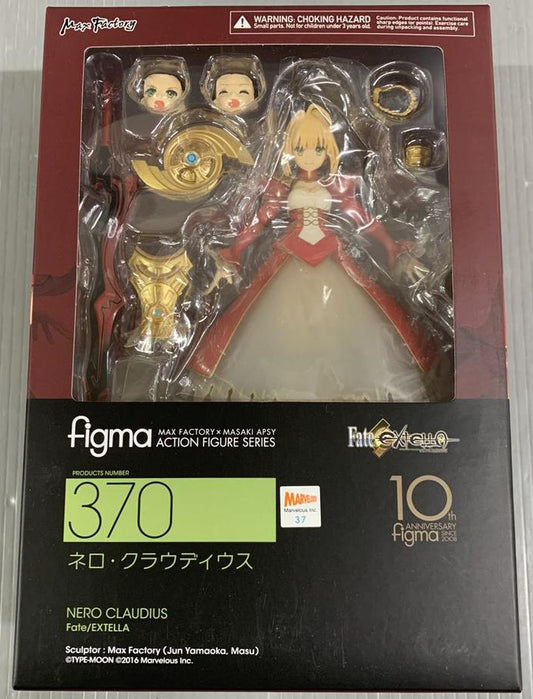 Max Factory
WARNING: CHOKING HAZARD
Small parts. Not for children under 3 years.
Caution: Product contains functional
sharp edges (or points). Exercise care during
unpacking and assembly.
figma
MAX FACTORY × MASAKI APSY
ACTION FIGURE SERIES
Fate EXTELLA
PRODUCTS NUMBER
370
MARVELOUS!
Marvelous Inc.
37
10th
ANNIVERSARY
figma SINCE 2008
ネロ・クラウディウス
NERO CLAUDIUS
Fate/EXTELLA
Sculptor : Max Factory (Jun Yamaoka, Masu)
©TYPE-MOON ©2016 Marvelous Inc.